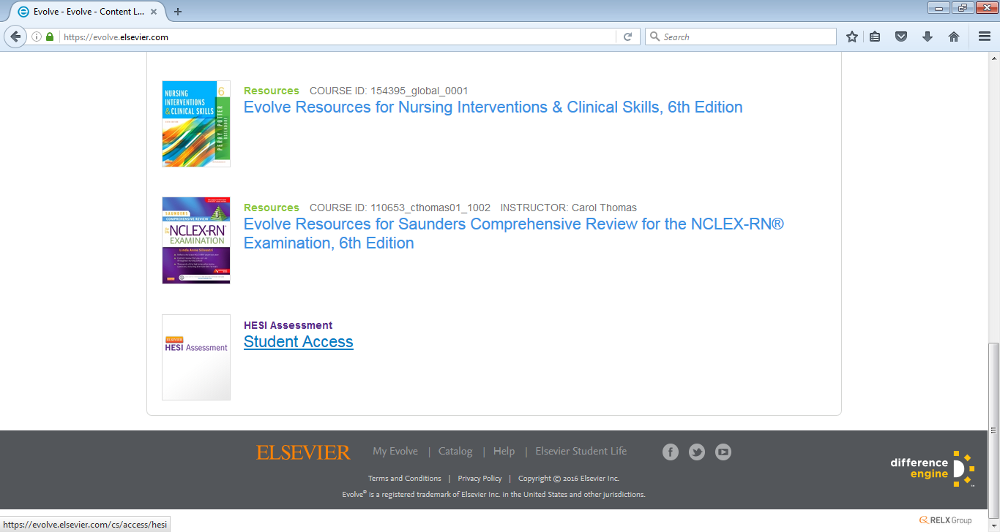 Evolve - Evolve - Content L...
https://evolve.elsevier.com
Search
NURSING
INTERVENTIONS
& CLINICAL SKILLS
6
PERRY POTTER
Resources COURSE ID: 154395_global_0001
Evolve Resources for Nursing Interventions & Clinical Skills, 6th Edition
SAUNDERS
COMPREHENSIVE REVIEW
NCLEX-RN®
EXAMINATION
Linda Anne Silvestri
Resources COURSE ID: 110653_cthomas01_1002 INSTRUCTOR: Carol Thomas
Evolve Resources for Saunders Comprehensive Review for the NCLEX-RN®
Examination, 6th Edition
ELSEVIER
HESI Assessment
HESI Assessment
Student Access
ELSEVIER My Evolve | Catalog | Help | Elsevier Student Life
difference
engine
Terms and Conditions | Privacy Policy | Copyright © 2016 Elsevier Inc.
Evolve® is a registered trademark of Elsevier Inc. in the United States and other jurisdictions.
https://evolve.elsevier.com/cs/access/hesi
RELX Group